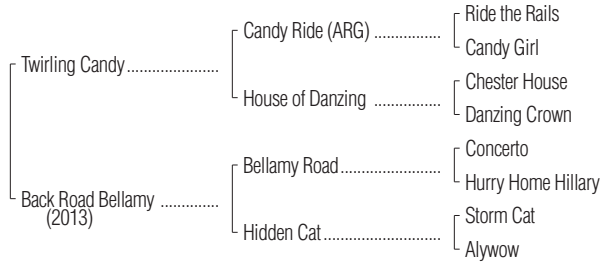 Ride the Rails
Candy Ride (ARG) ................
Candy Girl
Twirling Candy ......................
Chester House
House of Danzing ................
Danzing Crown
Concerto
Bellamy Road ........................
Hurry Home Hillary
Back Road Bellamy ..............
(2013)
Storm Cat
Hidden Cat ............................
Alywow